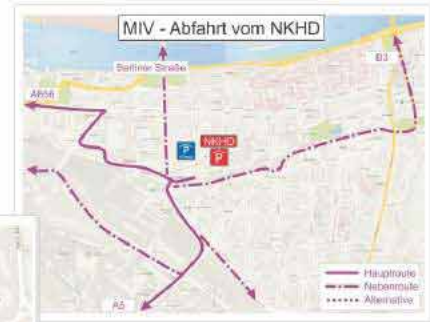 MIV - Abfahrt vom NKHD
Berliner Straße
B3
A656
NKHD
P
P
A5
Hauptroute
Nebenroute
Alternative